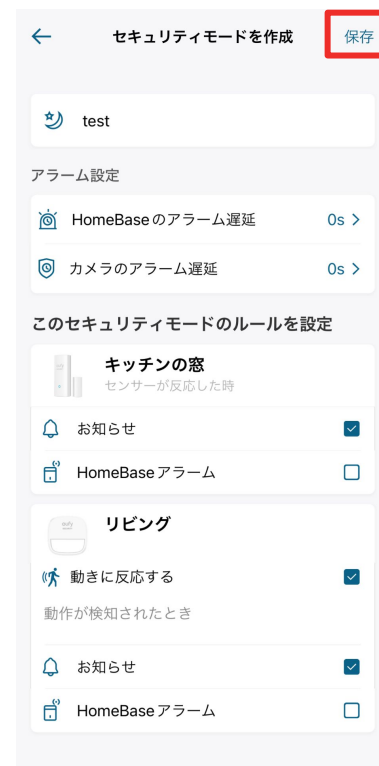 セキュリティモードを作成
保存
test
アラーム設定
HomeBaseのアラーム遅延
0s
カメラのアラーム遅延
0s
このセキュリティモードのルールを設定
キッチンの窓
センサーが反応した時
お知らせ
HomeBaseアラーム
eufy
リビング
動きに反応する
動作が検知されたとき
お知らせ
HomeBaseアラーム